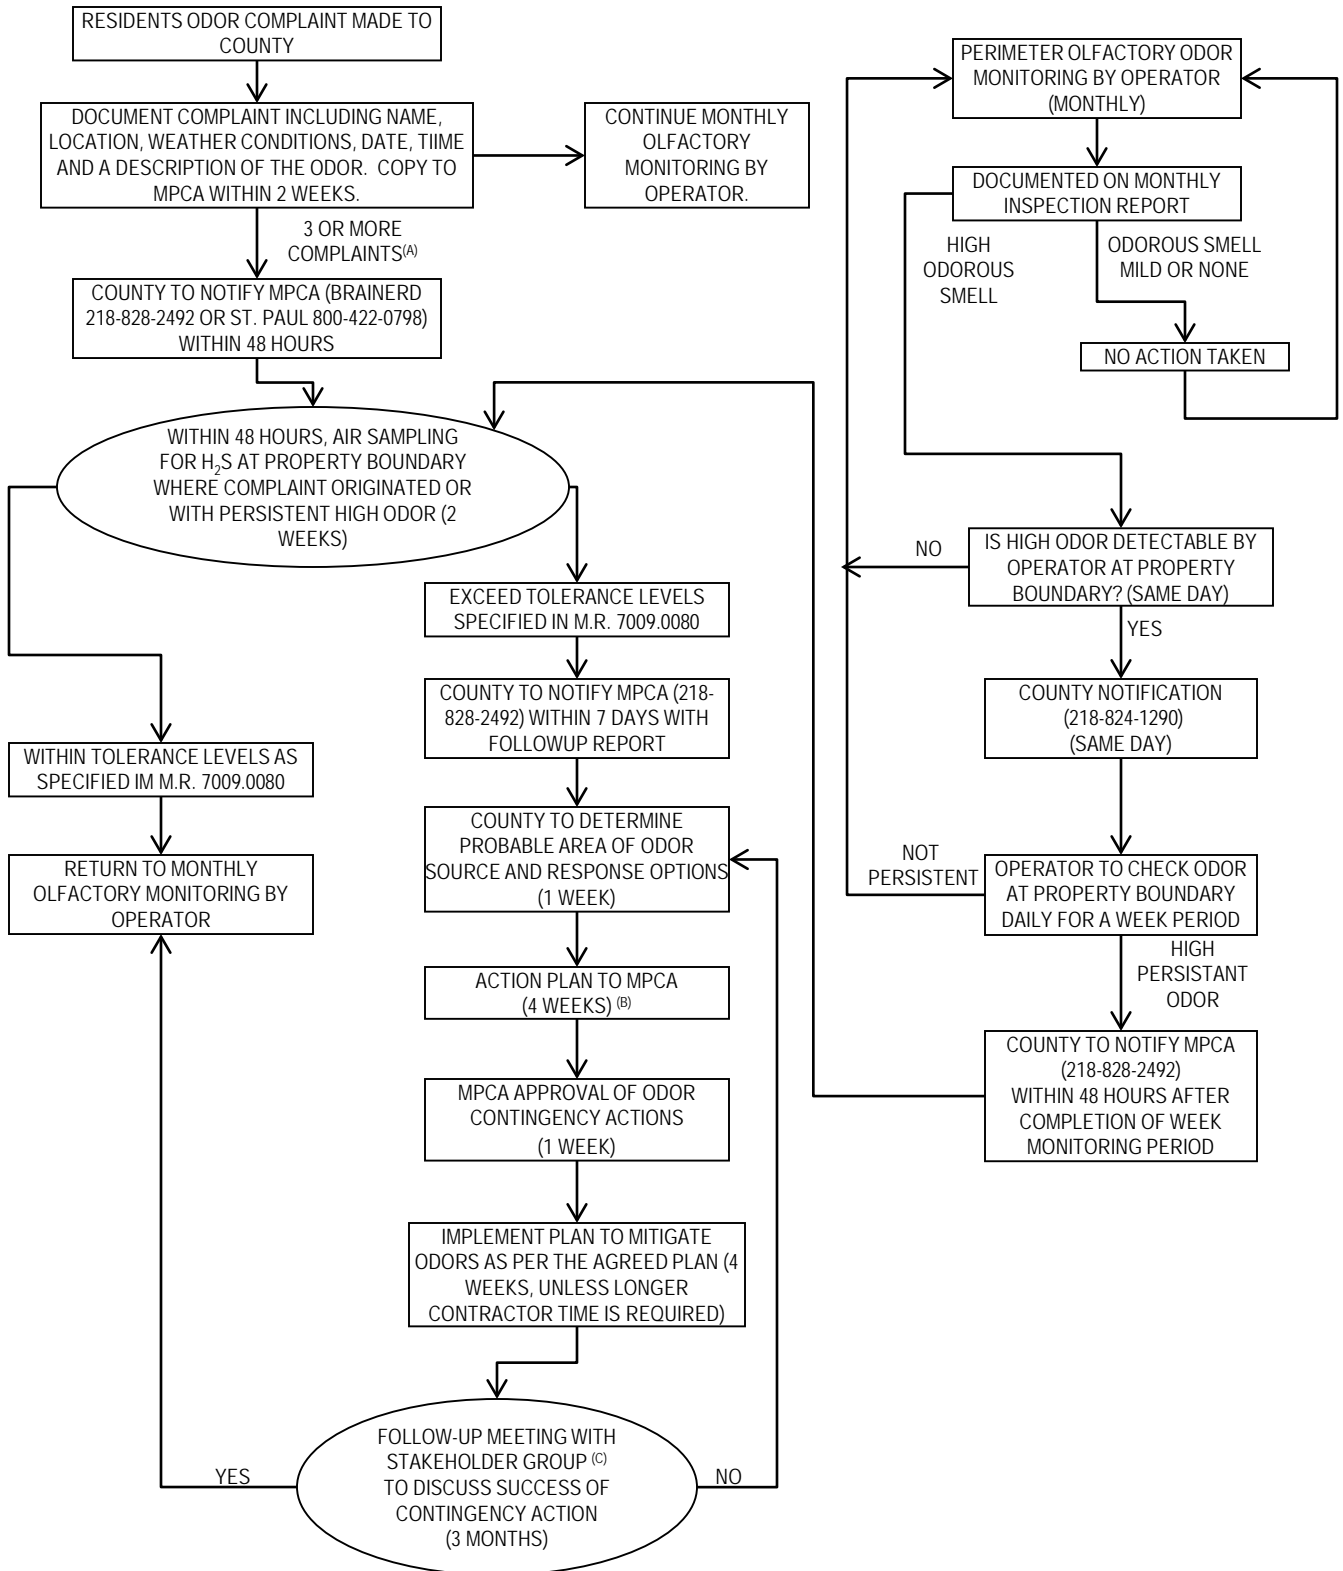 RESIDENTS ODOR COMPLAINT MADE TO
COUNTY
DOCUMENT COMPLAINT INCLUDING NAME,
LOCATION, WEATHER CONDITIONS, DATE, TIIME
AND A DESCRIPTION OF THE ODOR. COPY TO
MPCA WITHIN 2 WEEKS.
CONTINUE MONTHLY
OLFACTORY
MONITORING BY
OPERATOR.
3 OR MORE
COMPLAINTS(A)
COUNTY TO NOTIFY MPCA (BRAINERD
218-828-2492 OR ST. PAUL 800-422-0798)
WITHIN 48 HOURS
WITHIN 48 HOURS, AIR SAMPLING
FOR H2S AT PROPERTY BOUNDARY
WHERE COMPLAINT ORIGINATED OR
WITH PERSISTENT HIGH ODOR (2
WEEKS)
WITHIN TOLERANCE LEVELS AS
SPECIFIED IM M.R. 7009.0080
RETURN TO MONTHLY
OLFACTORY MONITORING BY
OPERATOR
EXCEED TOLERANCE LEVELS
SPECIFIED IN M.R. 7009.0080
COUNTY TO NOTIFY MPCA (218-
828-2492) WITHIN 7 DAYS WITH
FOLLOWUP REPORT
COUNTY TO DETERMINE
PROBABLE AREA OF ODOR
SOURCE AND RESPONSE OPTIONS
(1 WEEK)
ACTION PLAN TO MPCA
(4 WEEKS) (B)
MPCA APPROVAL OF ODOR
CONTINGENCY ACTIONS
(1 WEEK)
IMPLEMENT PLAN TO MITIGATE
ODORS AS PER THE AGREED PLAN (4
WEEKS, UNLESS LONGER
CONTRACTOR TIME IS REQUIRED)
FOLLOW-UP MEETING WITH
STAKEHOLDER GROUP (C)
TO DISCUSS SUCCESS OF
CONTINGENCY ACTION
(3 MONTHS)
YES
NO
PERIMETER OLFACTORY ODOR
MONITORING BY OPERATOR
(MONTHLY)
DOCUMENTED ON MONTHLY
INSPECTION REPORT
HIGH
ODOROUS
SMELL
ODOROUS SMELL
MILD OR NONE
NO ACTION TAKEN
IS HIGH ODOR DETECTABLE BY
OPERATOR AT PROPERTY
BOUNDARY? (SAME DAY)
NO
YES
COUNTY NOTIFICATION
(218-824-1290)
(SAME DAY)
NOT
PERSISTENT
OPERATOR TO CHECK ODOR
AT PROPERTY BOUNDARY
DAILY FOR A WEEK PERIOD
HIGH
PERSISTANT
ODOR
COUNTY TO NOTIFY MPCA
(218-828-2492)
WITHIN 48 HOURS AFTER
COMPLETION OF WEEK
MONITORING PERIOD